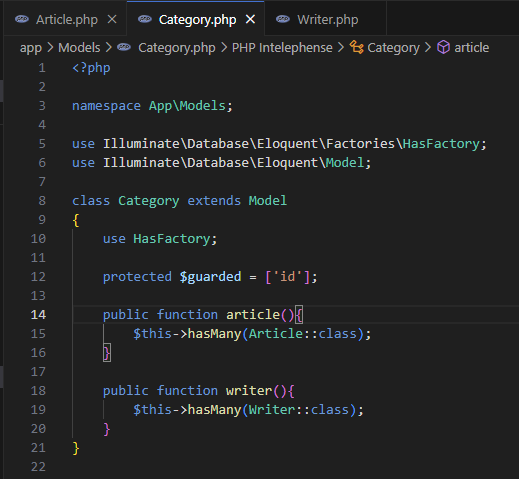 Article.php
Category.php
Writer.php
app > Models > Category.php > PHP Intelephense > Category > article
1 <?php
2
3 namespace App\Models;
4
5 use Illuminate\Database\Eloquent\Factories\HasFactory;
6 use Illuminate\Database\Eloquent\Model;
7
8 class Category extends Model
9 {
10     use HasFactory;
11
12     protected $guarded = ['id'];
13
14     public function article(){
15         $this->hasMany(Article::class);
16     }
17
18     public function writer(){
19         $this->hasMany(Writer::class);
20     }
21 }
22